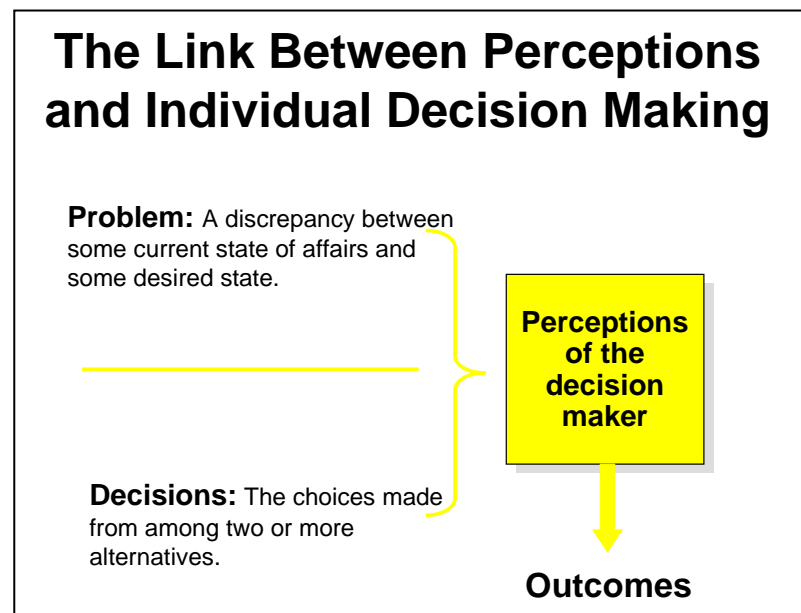 The Link Between Perceptions
and Individual Decision Making
Problem: A discrepancy between
some current state of affairs and
some desired state.
Perceptions
of the
decision
maker
Decisions: The choices made
from among two or more
alternatives.
Outcomes